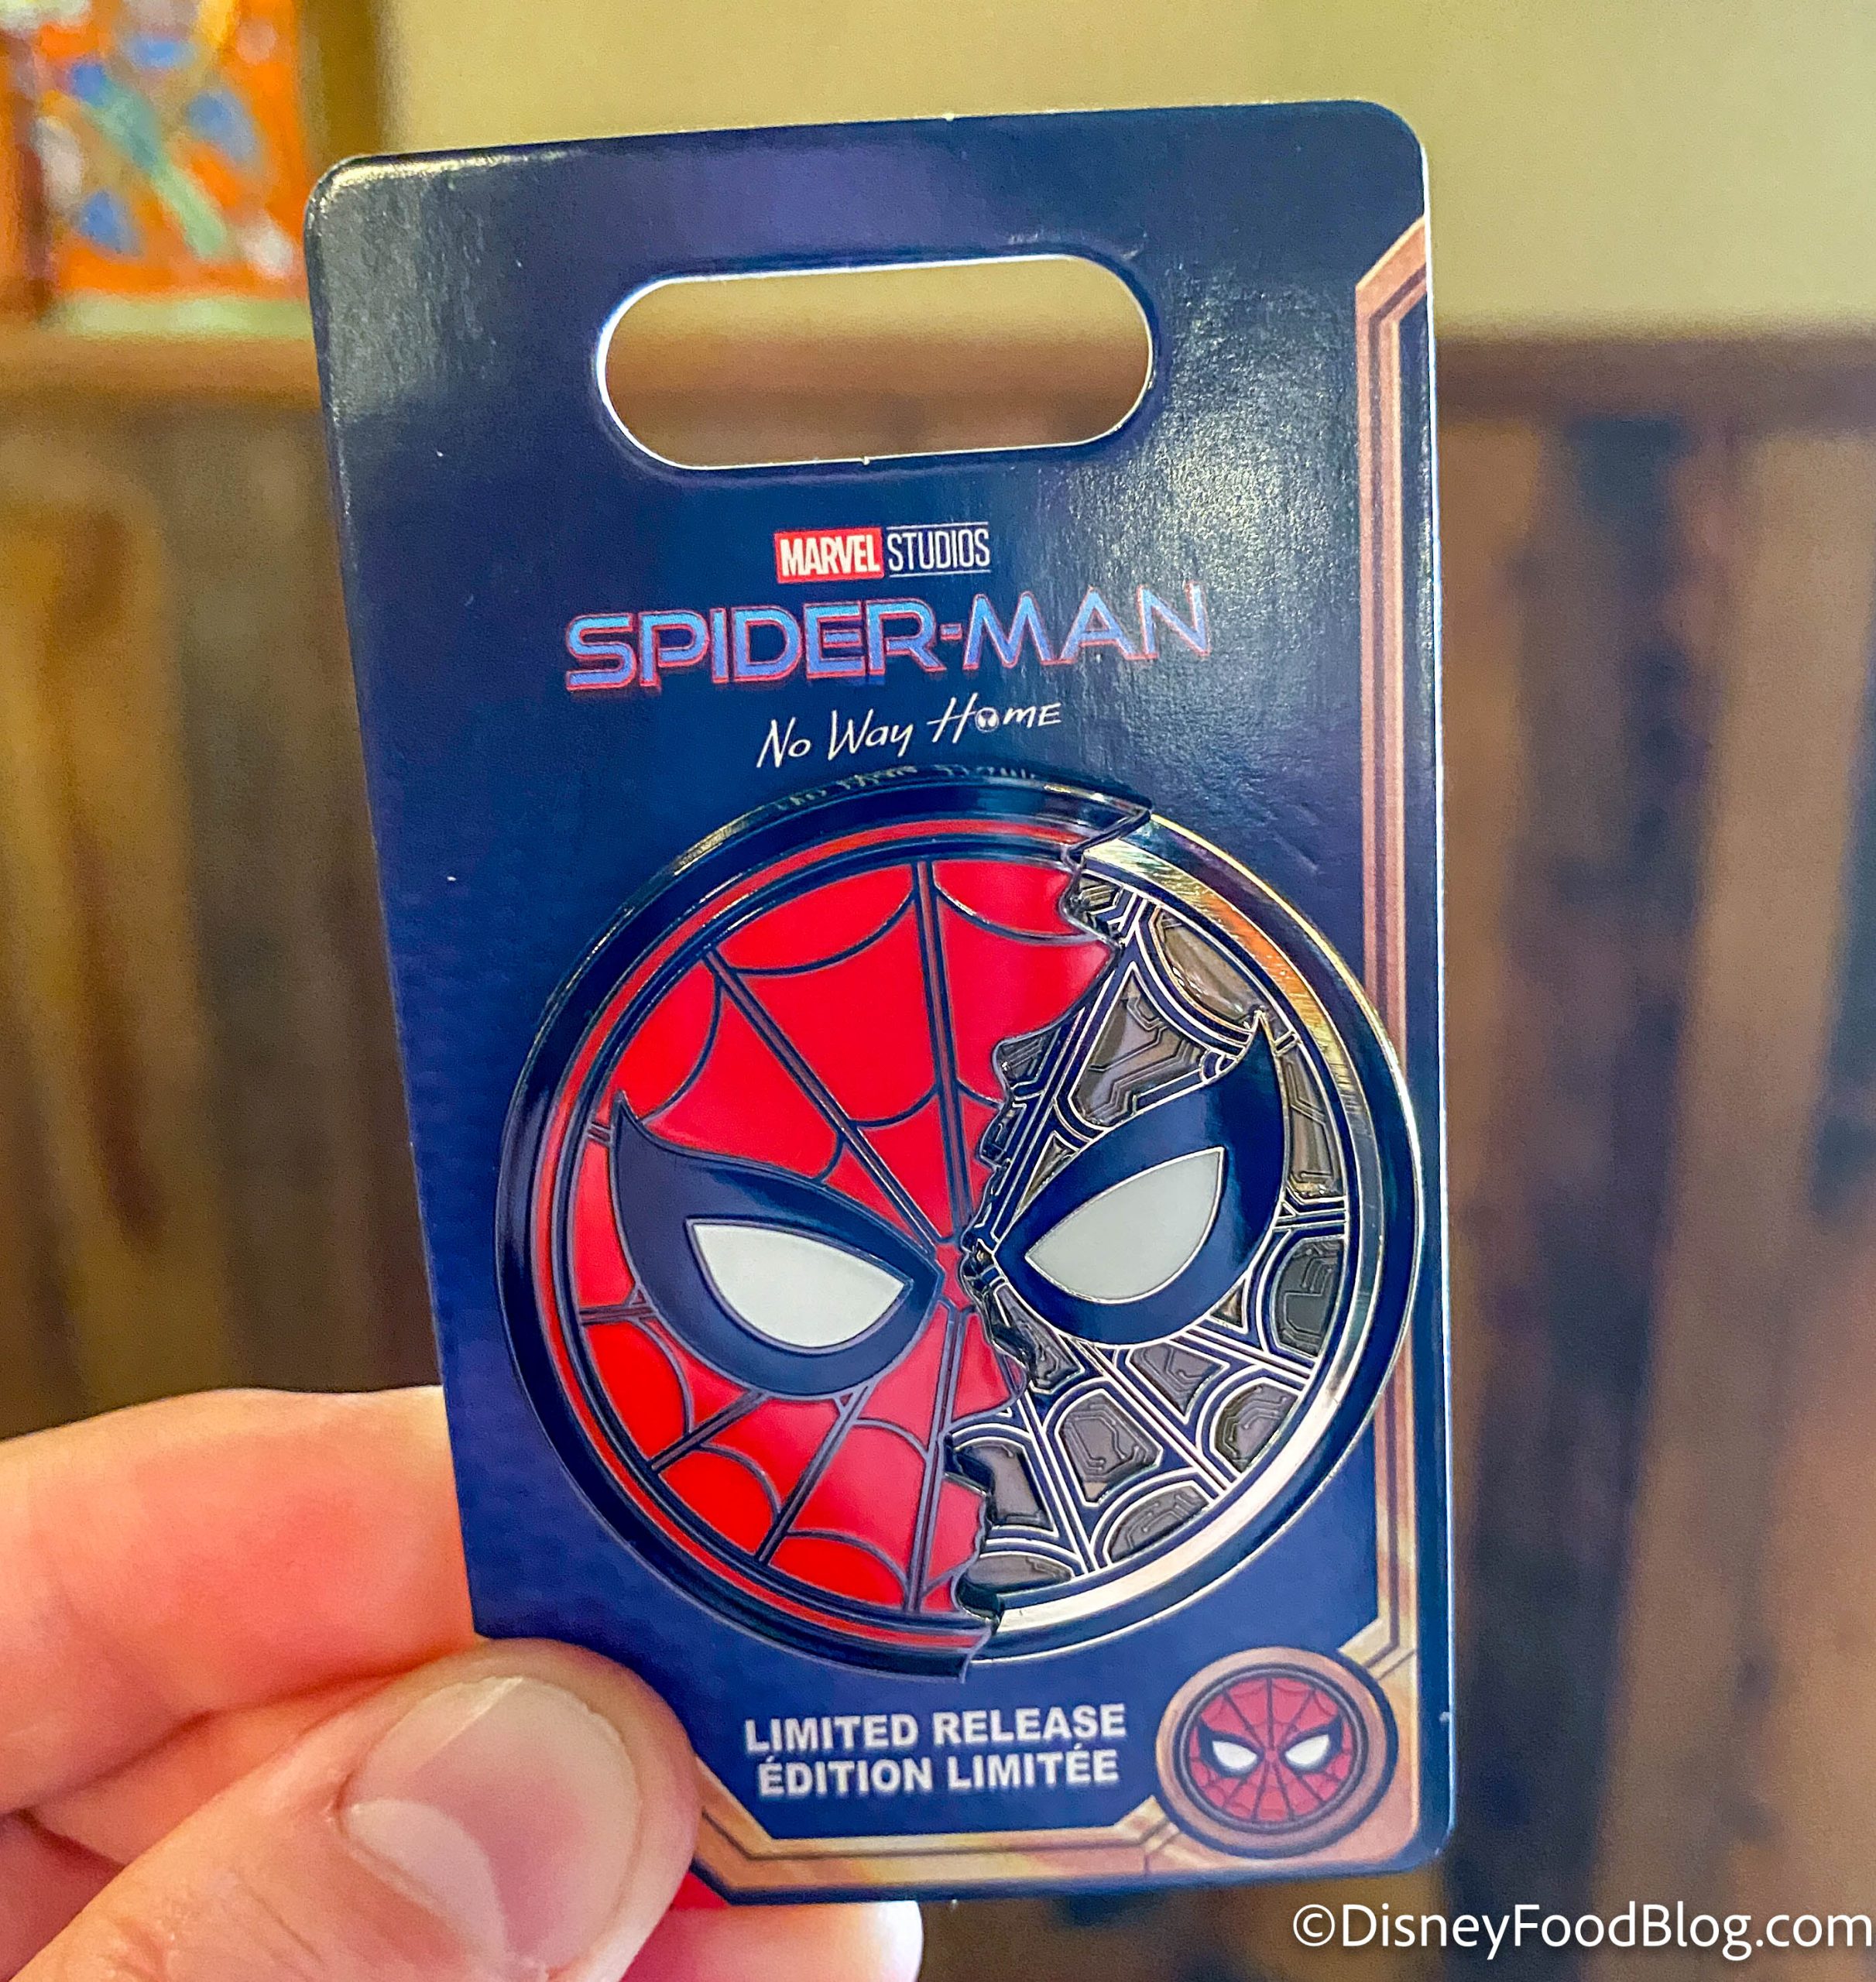 MARVEL STUDIOS
SPIDER-MAN
No Way Home
LIMITED RELEASE
ÉDITION LIMITÉE
©DisneyFoodBlog.com